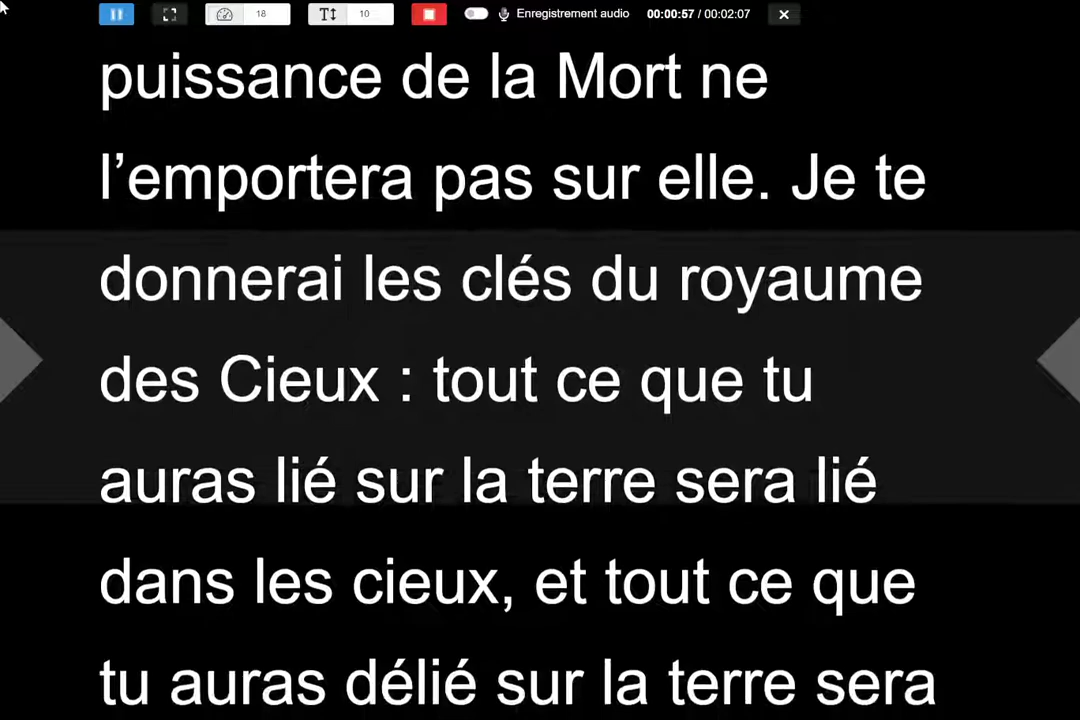 18 10 Enregistrement audio 00:00:57 / 00:02:07
puissance de la Mort ne
l’emportera pas sur elle. Je te
donnerai les clés du royaume
des Cieux : tout ce que tu
auras lié sur la terre sera lié
dans les cieux, et tout ce que
tu auras délié sur la terre sera